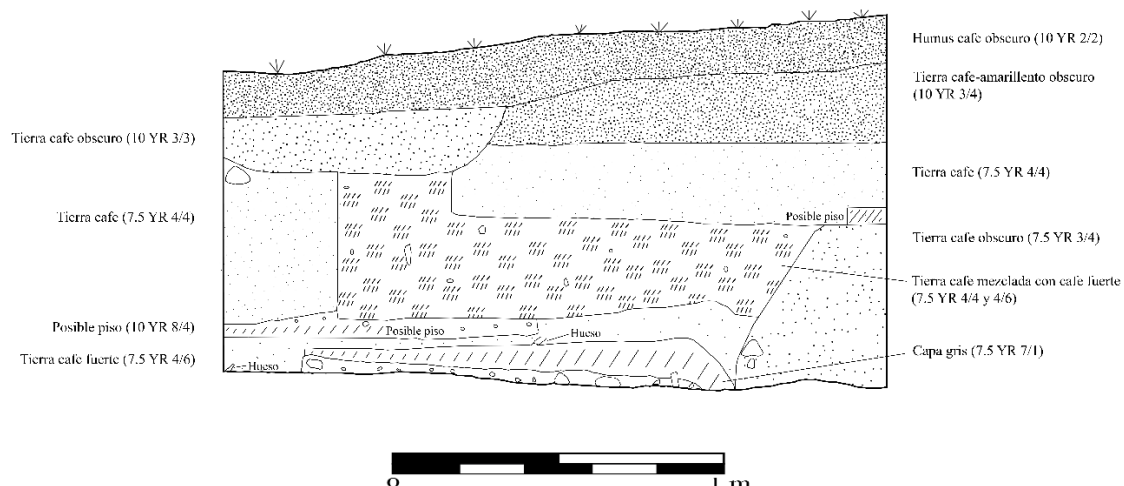 Humus cafe obscuro (10 YR 2/2)
Tierra cafe-amarillento obscuro
(10 YR 3/4)
Tierra cafe obscuro (10 YR 3/3)
Tierra cafe (7.5 YR 4/4)
Tierra cafe (7.5 YR 4/4)
Posible piso
Tierra cafe obscuro (7.5 YR 3/4)
Tierra cafe mezclada con cafe fuerte
(7.5 YR 4/4 y 4/6)
Posible piso (10 YR 8/4)
Posible piso
Hueso
Tierra cafe fuerte (7.5 YR 4/6)
Hueso
Capa gris (7.5 YR 7/1)
0 1 m